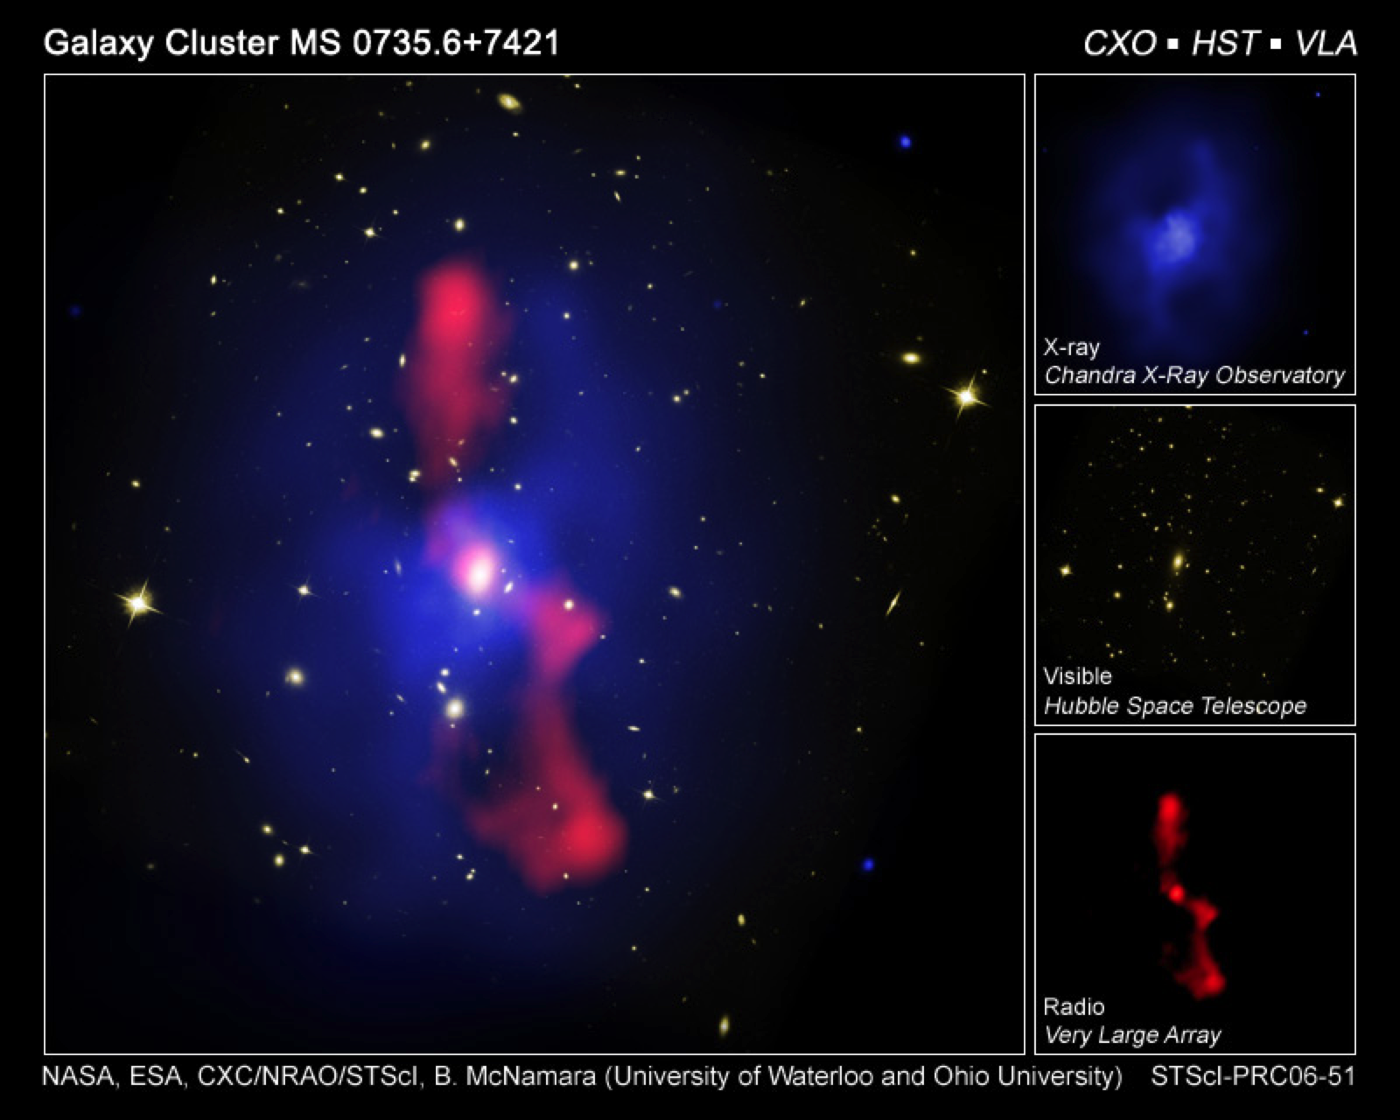 Galaxy Cluster MS 0735.6+7421
CXO ▪ HST ▪ VLA
X-ray
Chandra X-Ray Observatory
Visible
Hubble Space Telescope
Radio
Very Large Array
NASA, ESA, CXC/NRAO/STScI, B. McNamara (University of Waterloo and Ohio University) STScI-PRC06-51